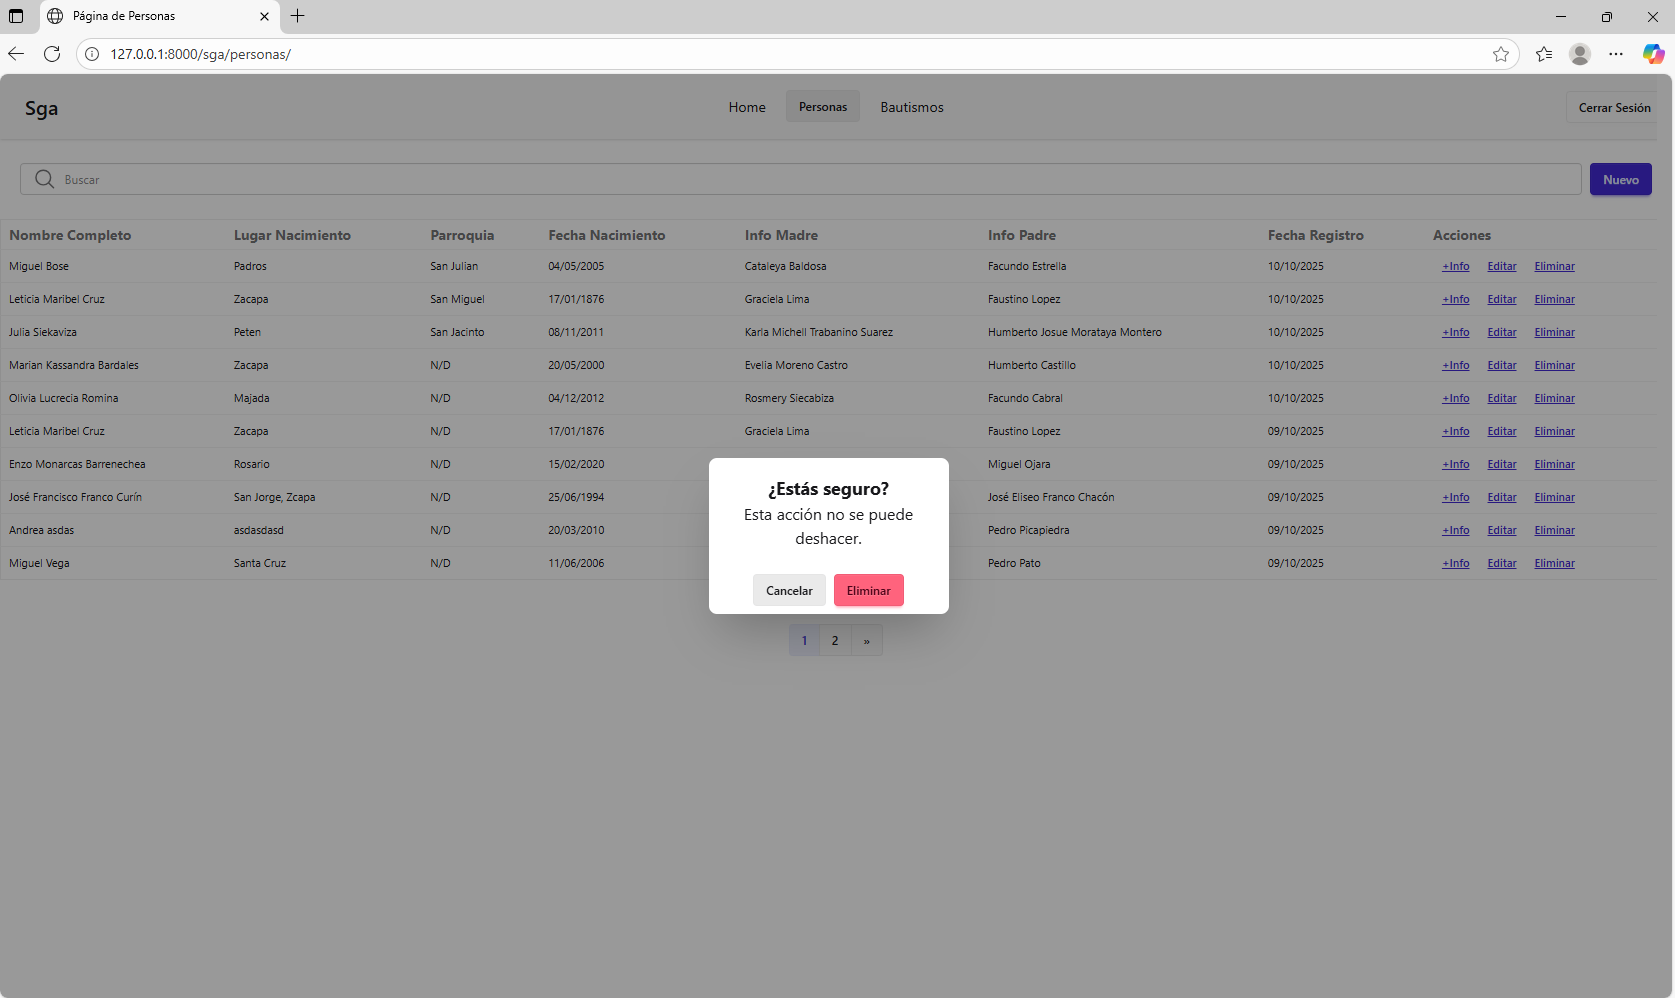 Página de Personas
127.0.0.1:8000/sga/personas/
Sga Home Personas Bautismos Cerrar Sesión
Buscar Nuevo
Nombre Completo Lugar Nacimiento Parroquia Fecha Nacimiento Info Madre Info Padre Fecha Registro Acciones
Miguel Bose Padros San Julian 04/05/2005 Cataleya Baldosa Facundo Estrella 10/10/2025 +Info Editar Eliminar
Leticia Maribel Cruz Zacapa San Miguel 17/01/1876 Graciela Lima Faustino Lopez 10/10/2025 +Info Editar Eliminar
Julia Siekaviza Peten San Jacinto 08/11/2011 Karla Michell Trabanino Suarez Humberto Josue Morataya Montero 10/10/2025 +Info Editar Eliminar
Marian Kassandra Bardales Zacapa N/D 20/05/2000 Evelia Moreno Castro Humberto Castillo 10/10/2025 +Info Editar Eliminar
Olivia Lucrecia Romina Majada N/D 04/12/2012 Rosmery Siecabiza Facundo Cabral 10/10/2025 +Info Editar Eliminar
Leticia Maribel Cruz Zacapa N/D 17/01/1876 Graciela Lima Faustino Lopez 09/10/2025 +Info Editar Eliminar
Enzo Monarcas Barrenechea Rosario N/D 15/02/2020 Miguel Ojara 09/10/2025 +Info Editar Eliminar
José Francisco Franco Curín San Jorge, Zcapa N/D 25/06/1994 José Eliseo Franco Chacón 09/10/2025 +Info Editar Eliminar
Andrea asdas asdasdasd N/D 20/03/2010 Pedro Picapiedra 09/10/2025 +Info Editar Eliminar
Miguel Vega Santa Cruz N/D 11/06/2006 Pedro Pato 09/10/2025 +Info Editar Eliminar
¿Estás seguro?
Esta acción no se puede
deshacer.
Cancelar Eliminar
1 2 »